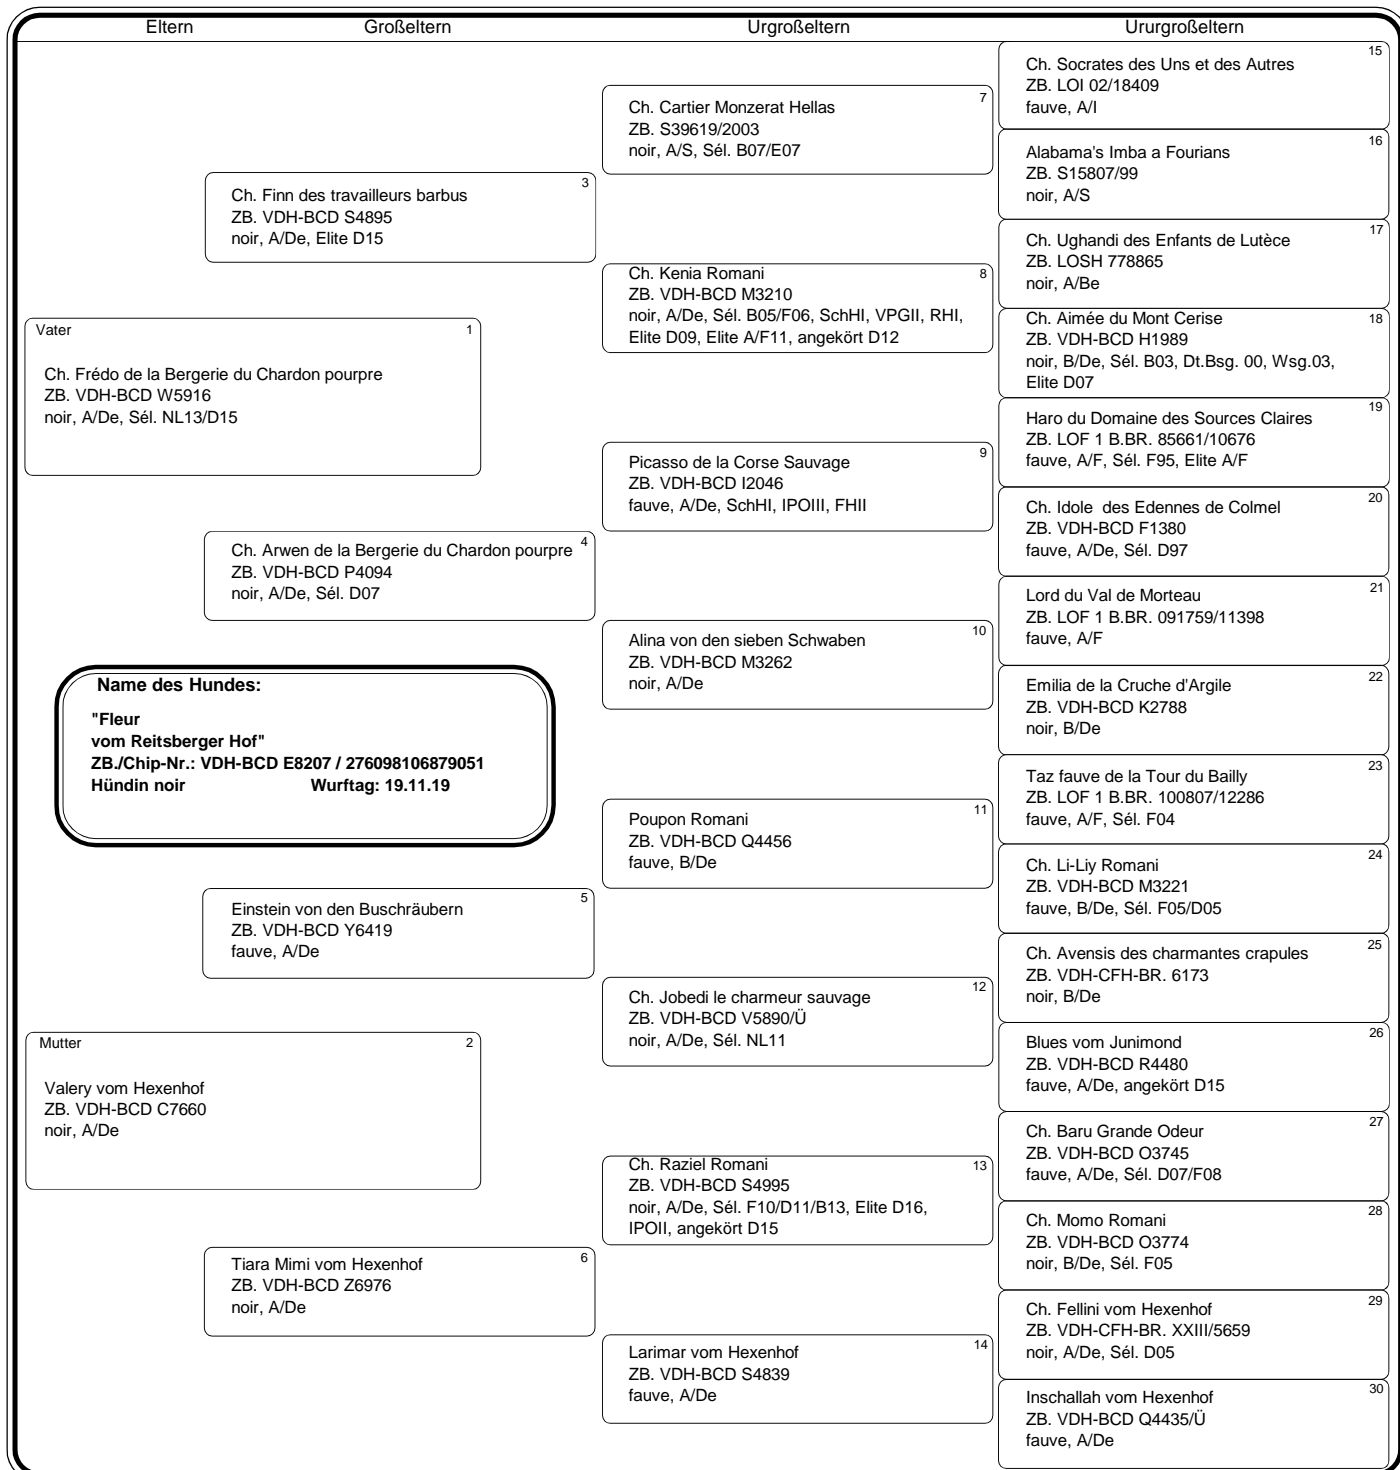 Eltern Großeltern Urgroßeltern Ururgroßeltern
Vater 1
Ch. Frédo de la Bergerie du Chardon pourpre
ZB. VDH-BCD W5916
noir, A/De, Sél. NL13/D15
Name des Hundes:
"Fleur
vom Reitsberger Hof"
ZB./Chip-Nr.: VDH-BCD E8207 / 276098106879051
Hündin noir Wurftag: 19.11.19
Mutter 2
Valery vom Hexenhof
ZB. VDH-BCD C7660
noir, A/De
3
Ch. Finn des travailleurs barbus
ZB. VDH-BCD S4895
noir, A/De, Elite D15
4
Ch. Arwen de la Bergerie du Chardon pourpre
ZB. VDH-BCD P4094
noir, A/De, Sél. D07
5
Einstein von den Buschräubern
ZB. VDH-BCD Y6419
fauve, A/De
6
Tiara Mimi vom Hexenhof
ZB. VDH-BCD Z6976
noir, A/De
7
Ch. Cartier Monzerat Hellas
ZB. S39619/2003
noir, A/S, Sél. B07/E07
8
Ch. Kenia Romani
ZB. VDH-BCD M3210
noir, A/De, Sél. B05/F06, SchHI, VPGII, RHI,
Elite D09, Elite A/F11, angekört D12
9
Picasso de la Corse Sauvage
ZB. VDH-BCD I2046
fauve, A/De, SchHI, IPOIII, FHII
10
Alina von den sieben Schwaben
ZB. VDH-BCD M3262
noir, A/De
11
Poupon Romani
ZB. VDH-BCD Q4456
fauve, B/De
12
Ch. Jobedi le charmeur sauvage
ZB. VDH-BCD V5890/Ü
noir, A/De, Sél. NL11
13
Ch. Raziel Romani
ZB. VDH-BCD S4995
noir, A/De, Sél. F10/D11/B13, Elite D16,
IPOII, angekört D15
14
Larimar vom Hexenhof
ZB. VDH-BCD S4839
fauve, A/De
15
Ch. Socrates des Uns et des Autres
ZB. LOI 02/18409
fauve, A/I
16
Alabama's Imba a Fourians
ZB. S15807/99
noir, A/S
17
Ch. Ughandi des Enfants de Lutèce
ZB. LOSH 778865
noir, A/Be
18
Ch. Aimée du Mont Cerise
ZB. VDH-BCD H1989
noir, B/De, Sél. B03, Dt.Bsg. 00, Wsg.03,
Elite D07
19
Haro du Domaine des Sources Claires
ZB. LOF 1 B.BR. 85661/10676
fauve, A/F, Sél. F95, Elite A/F
20
Ch. Idole des Edennes de Colmel
ZB. VDH-BCD F1380
fauve, A/De, Sél. D97
21
Lord du Val de Morteau
ZB. LOF 1 B.BR. 091759/11398
fauve, A/F
22
Emilia de la Cruche d'Argile
ZB. VDH-BCD K2788
noir, B/De
23
Taz fauve de la Tour du Bailly
ZB. LOF 1 B.BR. 100807/12286
fauve, A/F, Sél. F04
24
Ch. Li-Liy Romani
ZB. VDH-BCD M3221
fauve, B/De, Sél. F05/D05
25
Ch. Avensis des charmantes crapules
ZB. VDH-CFH-BR. 6173
noir, B/De
26
Blues vom Junimond
ZB. VDH-BCD R4480
fauve, A/De, angekört D15
27
Ch. Baru Grande Odeur
ZB. VDH-BCD O3745
fauve, A/De, Sél. D07/F08
28
Ch. Momo Romani
ZB. VDH-BCD O3774
noir, B/De, Sél. F05
29
Ch. Fellini vom Hexenhof
ZB. VDH-CFH-BR. XXIII/5659
noir, A/De, Sél. D05
30
Inschallah vom Hexenhof
ZB. VDH-BCD Q4435/Ü
fauve, A/De